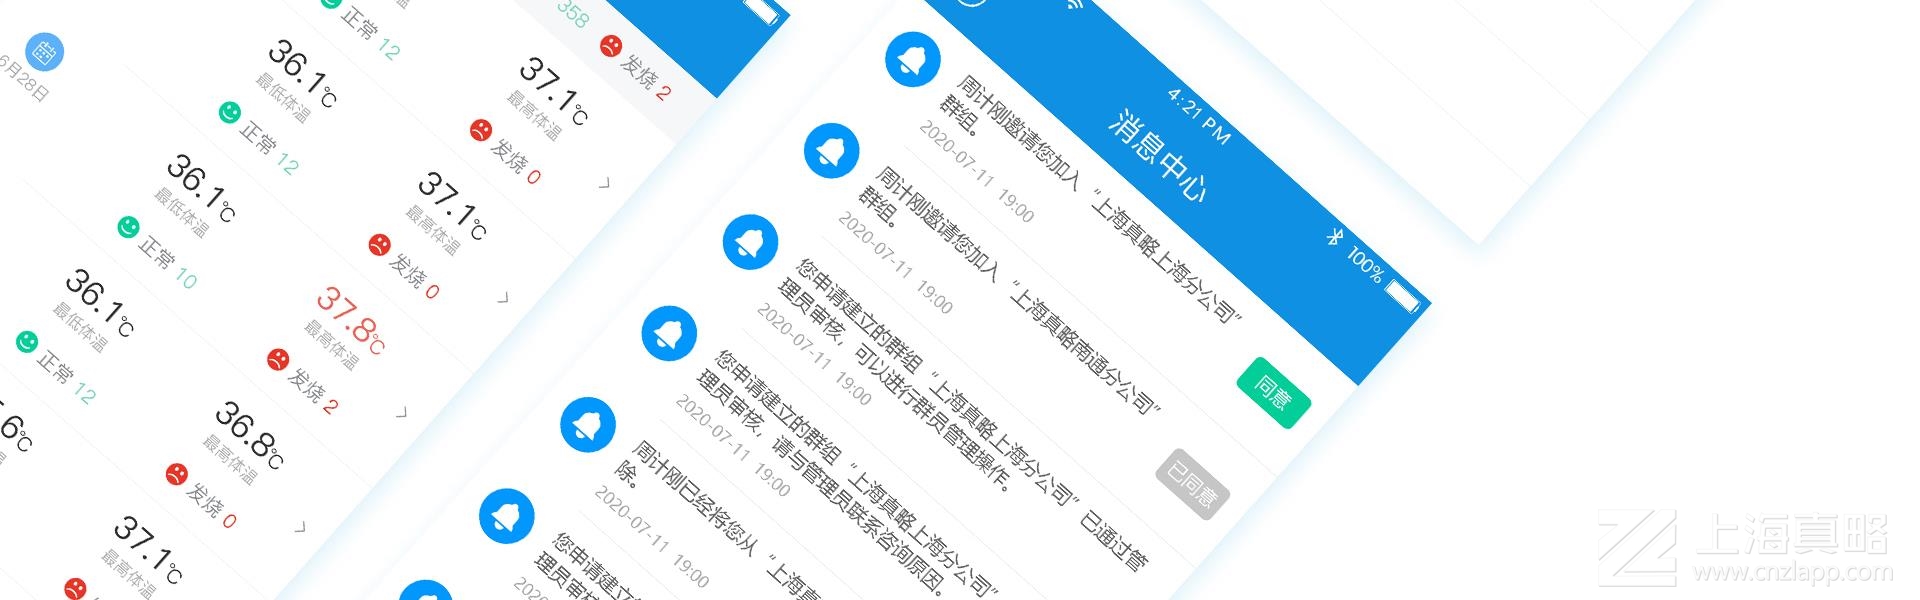 6月28日
正常 12
358
发烧 2
36.1℃
最低体温
37.1℃
最高体温
正常 12
发烧 0
36.1℃
最低体温
37.1℃
最高体温
正常 10
发烧 0
36.1℃
最低体温
37.8℃
最高体温
正常 12
发烧 2
36.8℃
最高体温
发烧 0
37.1℃
最高体温
4:21 PM
100%
消息中心
周计刚邀请您加入“上海真略上海分公司”
群组。
2020-07-11 19:00
同意
周计刚邀请您加入“上海真略南通分公司”
群组。
2020-07-11 19:00
已同意
您申请建立的群组“上海真略上海分公司”已通过管
理员审核，可以进行群员管理操作。
2020-07-11 19:00
您申请建立的群组“上海真略上海分公司”
理员审核，请与管理员联系咨询原因。
2020-07-11 19:00
周计刚已经将您从“上海真
除。
2020-07-11 19:00
您申请建立的群组
理员审核
上海真略
www.cnzlapp.com